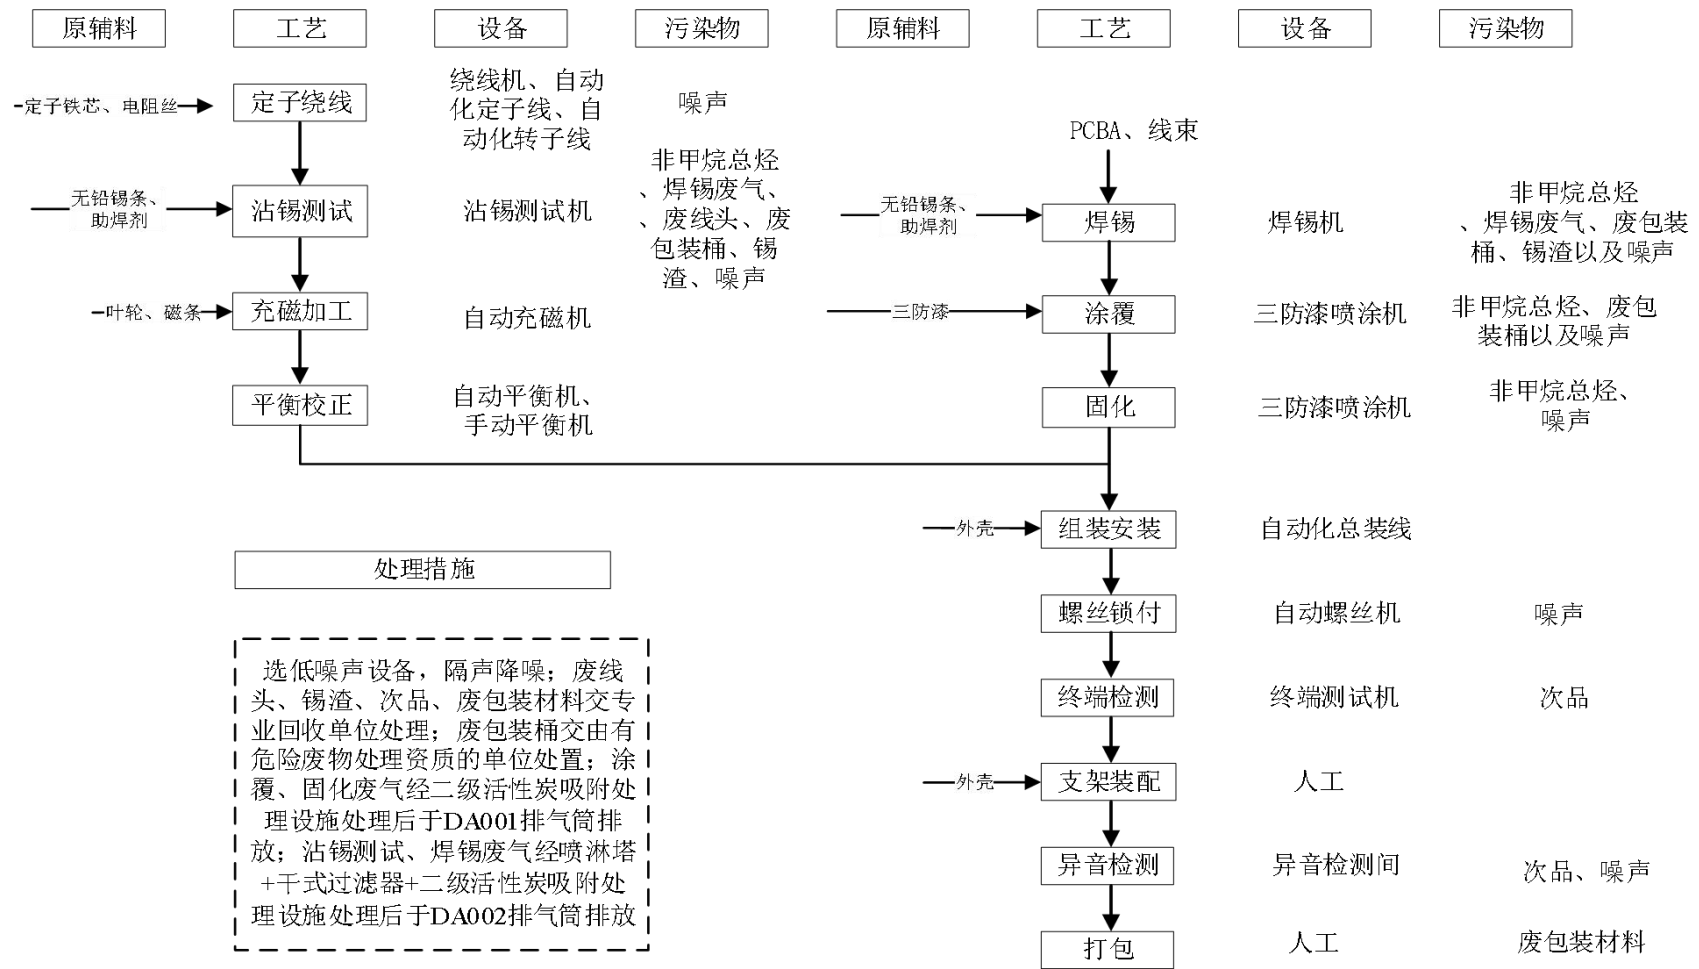 原辅料
工艺
设备
污染物
定子铁芯、电阻丝
定子绕线
绕线机、自动
化定子线、自
动化转子线
噪声
无铅锡条、
助焊剂
沾锡测试
沾锡测试机
非甲烷总烃
、焊锡废气、
、废线头、废
包装桶、锡
渣、噪声
叶轮、磁条
充磁加工
自动充磁机
平衡校正
自动平衡机、
手动平衡机
处理措施
选低噪声设备，隔声降噪；废线
头、锡渣、次品、废包装材料交专
业回收单位处理；废包装桶交由有
危险废物处理资质的单位处置；涂
覆、固化废气经二级活性炭吸附处
理设施处理后于DA001排气筒排
放；沾锡测试、焊锡废气经喷淋塔
+干式过滤器+二级活性炭吸附处
理设施处理后于DA002排气筒排放
原辅料
工艺
设备
污染物
PCBA、线束
无铅锡条、
助焊剂
焊锡
焊锡机
非甲烷总烃
、焊锡废气、废包装
桶、锡渣以及噪声
三防漆
涂覆
三防漆喷涂机
非甲烷总烃、废包
装桶以及噪声
固化
三防漆喷涂机
非甲烷总烃、
噪声
外壳
组装安装
自动化总装线
螺丝锁付
自动螺丝机
噪声
终端检测
终端测试机
次品
外壳
支架装配
人工
异音检测
异音检测间
次品、噪声
打包
人工
废包装材料